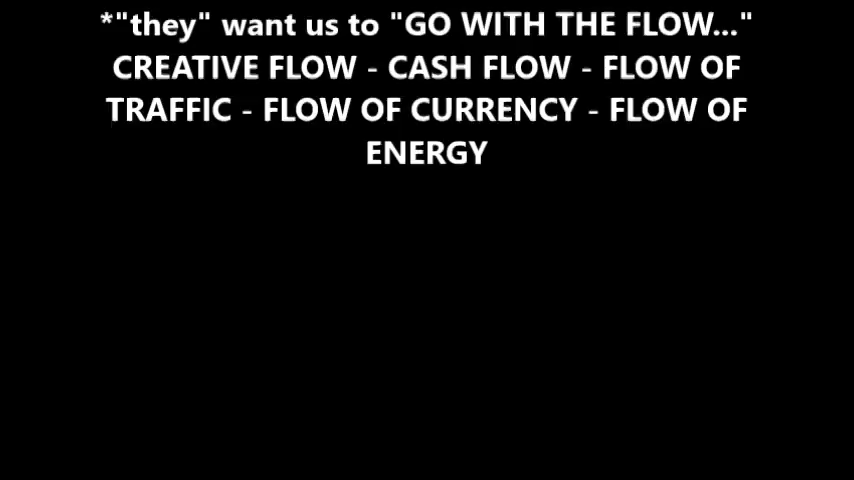 *"they" want us to "GO WITH THE FLOW..."
CREATIVE FLOW - CASH FLOW - FLOW OF
TRAFFIC - FLOW OF CURRENCY - FLOW OF
ENERGY